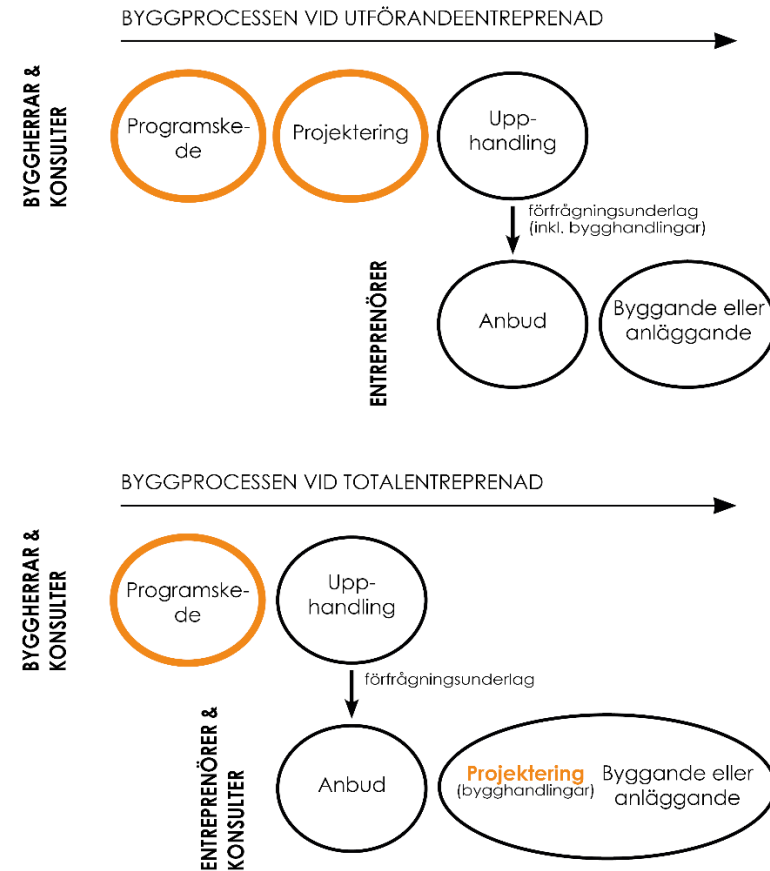 BYGGPROCESSEN VID UTFÖRANDEENTREPRENAD
BYGGHERRAR &
KONSULTER
Programske-
de
Projektering
Upp-
handling
förfrågningsunderlag
(inkl. bygghandlingar)
ENTREPRENÖRER
Anbud
Byggande eller
anläggande
BYGGPROCESSEN VID TOTALENTREPRENAD
BYGGHERRAR &
KONSULTER
Programske-
de
Upp-
handling
förfrågningsunderlag
ENTREPRENÖRER &
KONSULTER
Anbud
Projektering
(bygghandlingar)
Byggande eller
anläggande